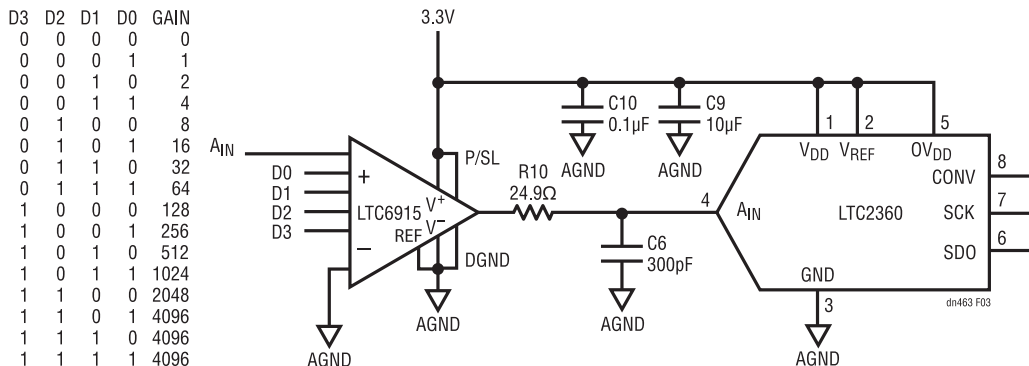 D3 D2 D1 D0 GAIN
0 0 0 0 0
0 0 0 1 1
0 0 1 0 2
0 0 1 1 4
0 1 0 0 8
0 1 0 1 16
0 1 1 0 32
0 1 1 1 64
1 0 0 0 128
1 0 0 1 256
1 0 1 0 512
1 0 1 1 1024
1 1 0 0 2048
1 1 0 1 4096
1 1 1 0 4096
1 1 1 1 4096
3.3V
C10
0.1µF
AGND
C9
10µF
AGND
AIN
D0
D1
D2
D3
+
−
LTC6915
V+
V−
REF
P/SL
DGND
AGND
AGND
R10
24.9Ω
C6
300pF
AGND
1
2
5
VDD
VREF
OVDD
4
AIN
LTC2360
CONV
8
SCK
7
SDO
6
GND
3
AGND
dn463 F03